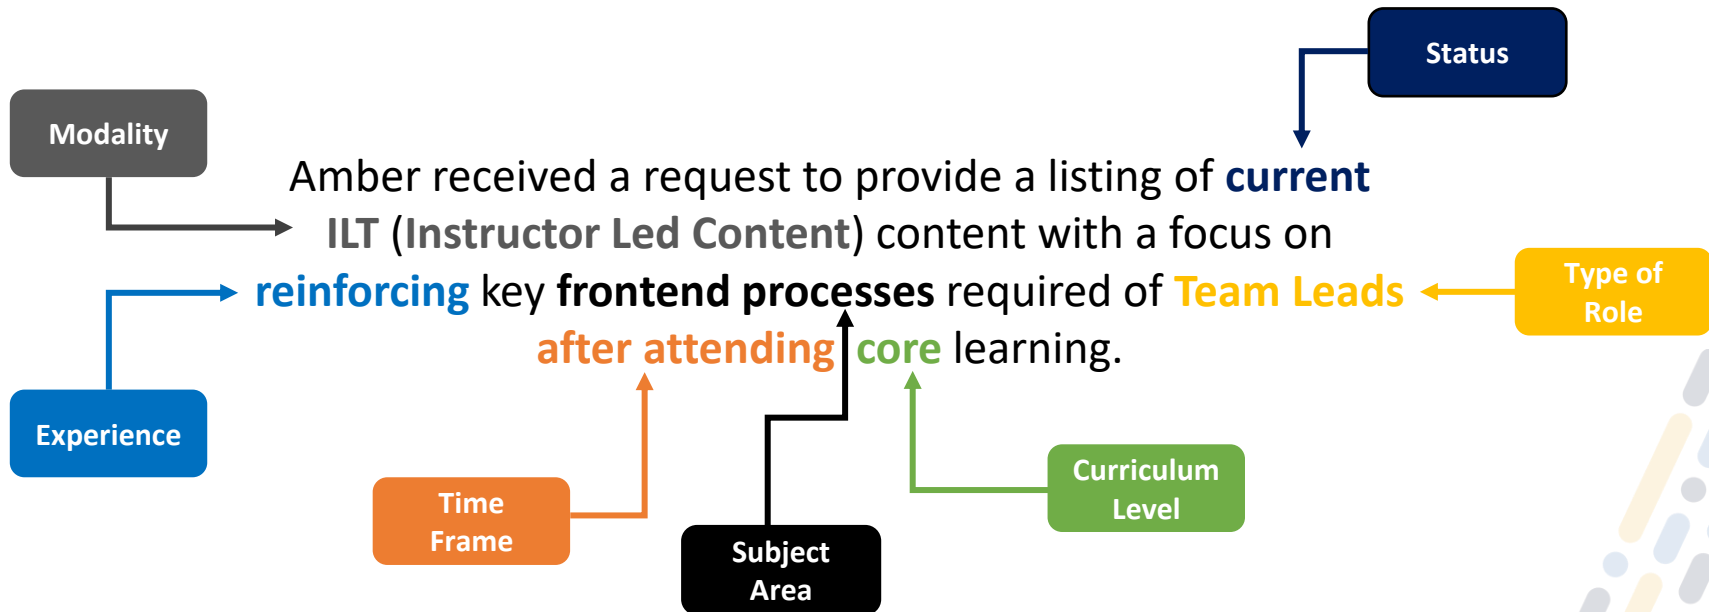 Status
Modality
Amber received a request to provide a listing of current
ILT (Instructor Led Content) content with a focus on
reinforcing key frontend processes required of Team Leads
after attending core learning.
Type of
Role
Experience
Time
Frame
Subject
Area
Curriculum
Level